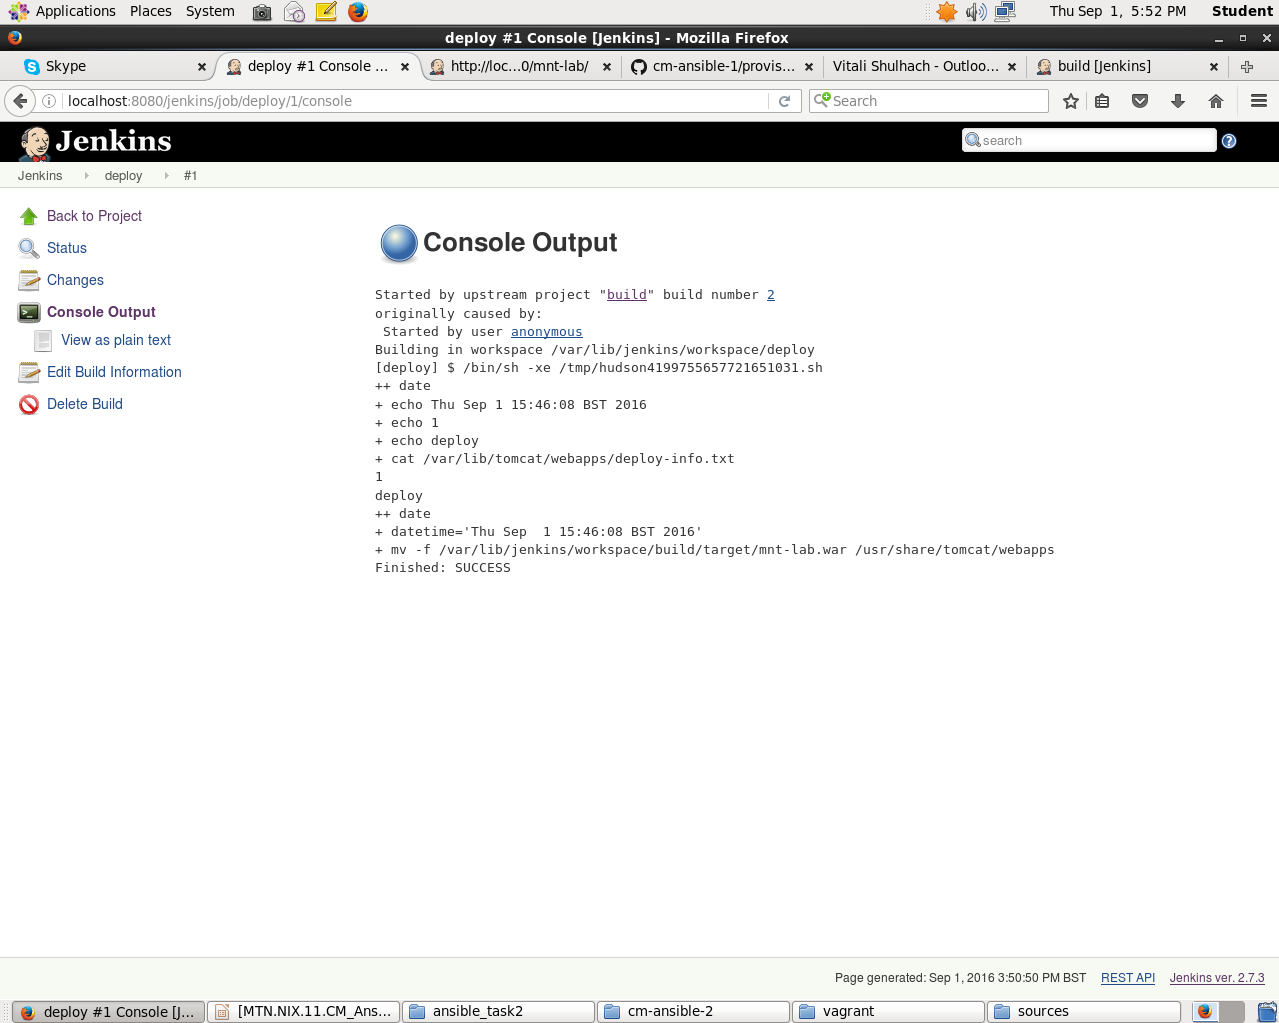 Applications Places System
Thu Sep 1, 5:52 PM Student
deploy #1 Console [Jenkins] - Mozilla Firefox
Skype
deploy #1 Console ...
http://loc...0/mnt-lab/
cm-ansible-1/provis...
Vitali Shulhach - Outloo...
build [Jenkins]
localhost:8080/jenkins/job/deploy/1/console
Search
Jenkins
search
Jenkins deploy #1
Back to Project
Status
Changes
Console Output
View as plain text
Edit Build Information
Delete Build
Console Output
Started by upstream project "build" build number 2
originally caused by:
Started by user anonymous
Building in workspace /var/lib/jenkins/workspace/deploy
[deploy] $ /bin/sh -xe /tmp/hudson4199755657721651031.sh
++ date
+ echo Thu Sep 1 15:46:08 BST 2016
+ echo 1
+ echo deploy
+ cat /var/lib/tomcat/webapps/deploy-info.txt
1
deploy
++ date
+ datetime='Thu Sep  1 15:46:08 BST 2016'
+ mv -f /var/lib/jenkins/workspace/build/target/mnt-lab.war /usr/share/tomcat/webapps
Finished: SUCCESS
Page generated: Sep 1, 2016 3:50:50 PM BST REST API Jenkins ver. 2.7.3
deploy #1 Console [J...
[MTN.NIX.11.CM_Ans...
ansible_task2
cm-ansible-2
vagrant
sources